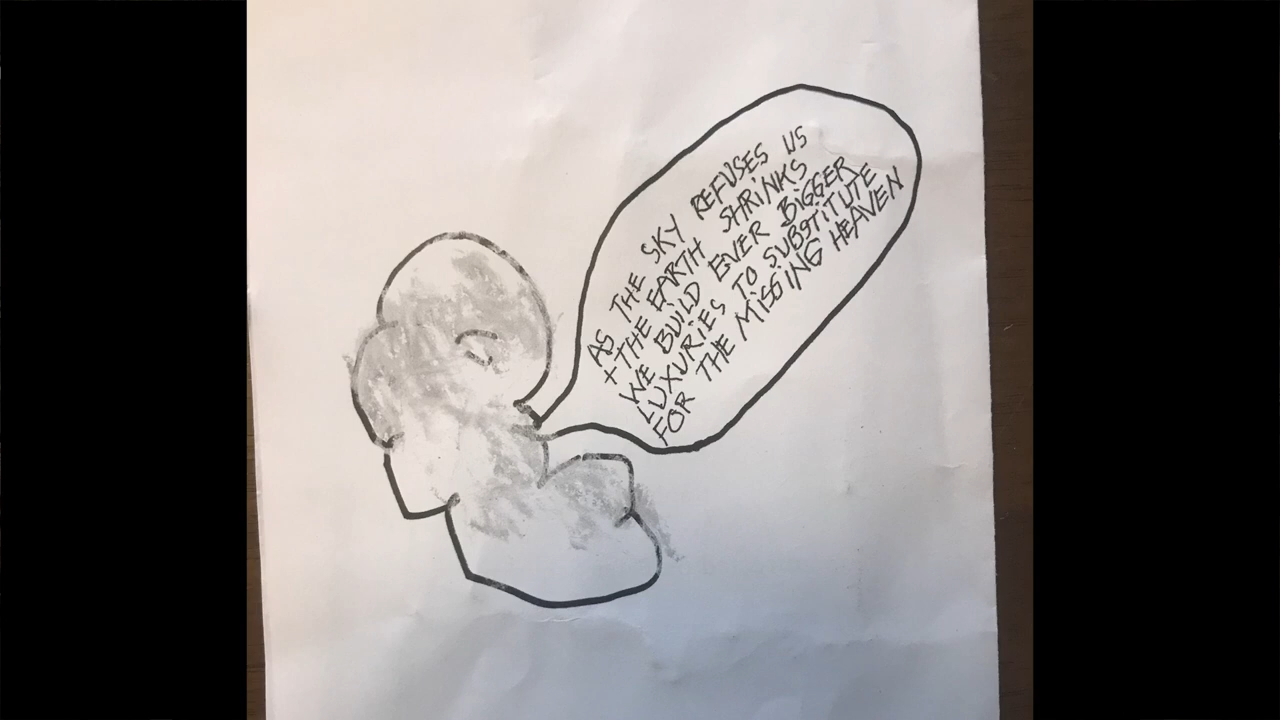 AS THE SKY REFUSES US
+ THE EARTH SHRINKS
WE BUILD EVER BIGGER
LUXURIES TO SUBSTITUTE
FOR THE MISSING HEAVEN